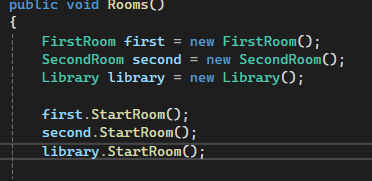 public void Rooms()
{
FirstRoom first = new FirstRoom();
SecondRoom second = new SecondRoom();
Library library = new Library();
first.StartRoom();
second.StartRoom();
library.StartRoom();